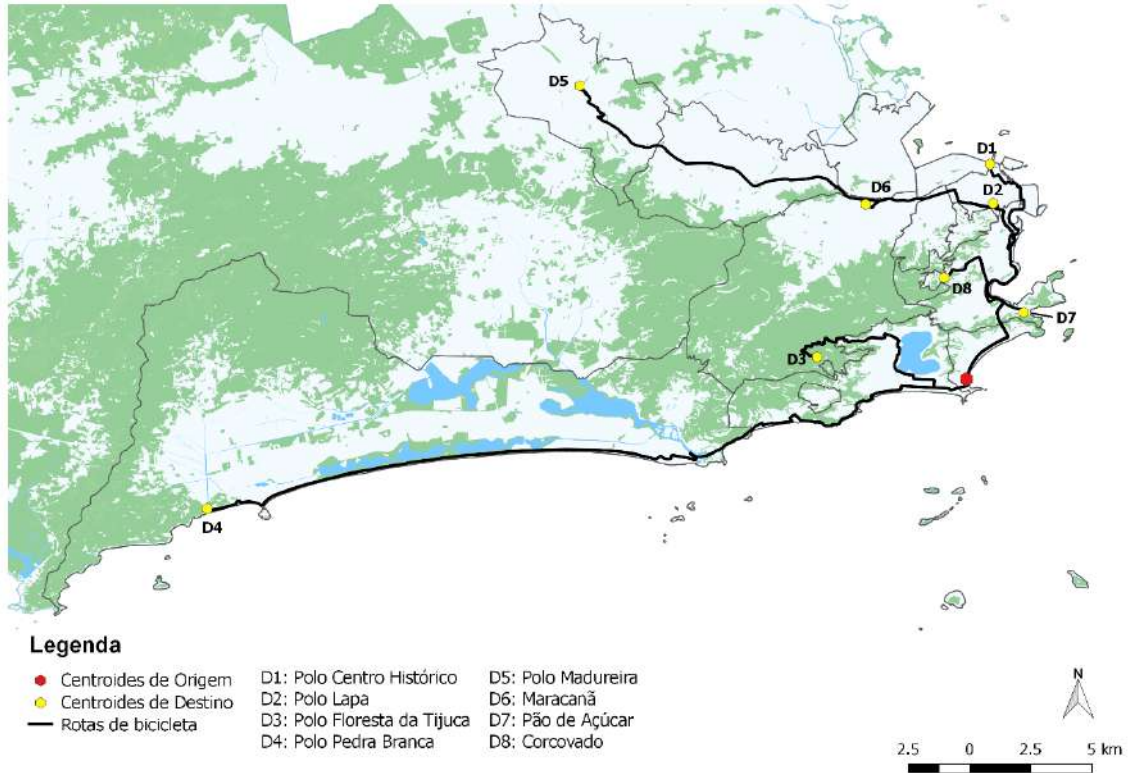 D5
D1
D6
D2
D8
D7
D3
D4
Legenda
Centroides de Origem
Centroides de Destino
Rotas de bicicleta
D1: Polo Centro Histórico
D2: Polo Lapa
D3: Polo Floresta da Tijuca
D4: Polo Pedra Branca
D5: Polo Madureira
D6: Maracanã
D7: Pão de Açúcar
D8: Corcovado
N
2.5 0 2.5 5 km